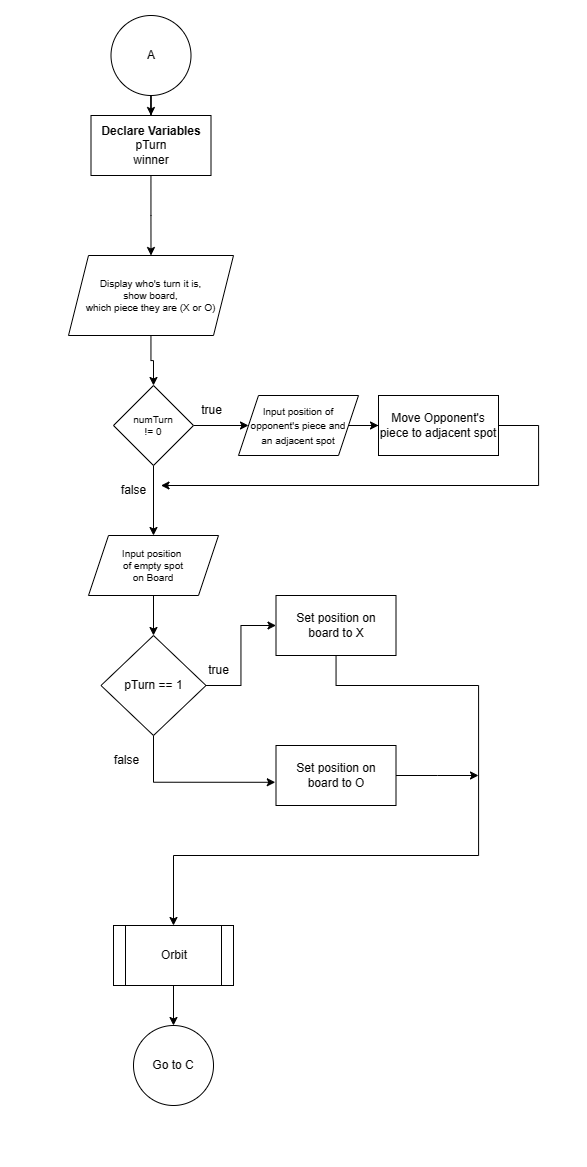 A
Declare Variables
pTurn
winner
Display who's turn it is,
show board,
which piece they are (X or O)
numTurn
!= 0
true
Input position of
opponent's piece and
an adjacent spot
Move Opponent's
piece to adjacent spot
false
Input position
of empty spot
on Board
pTurn == 1
true
Set position on
board to X
false
Set position on
board to O
Orbit
Go to C